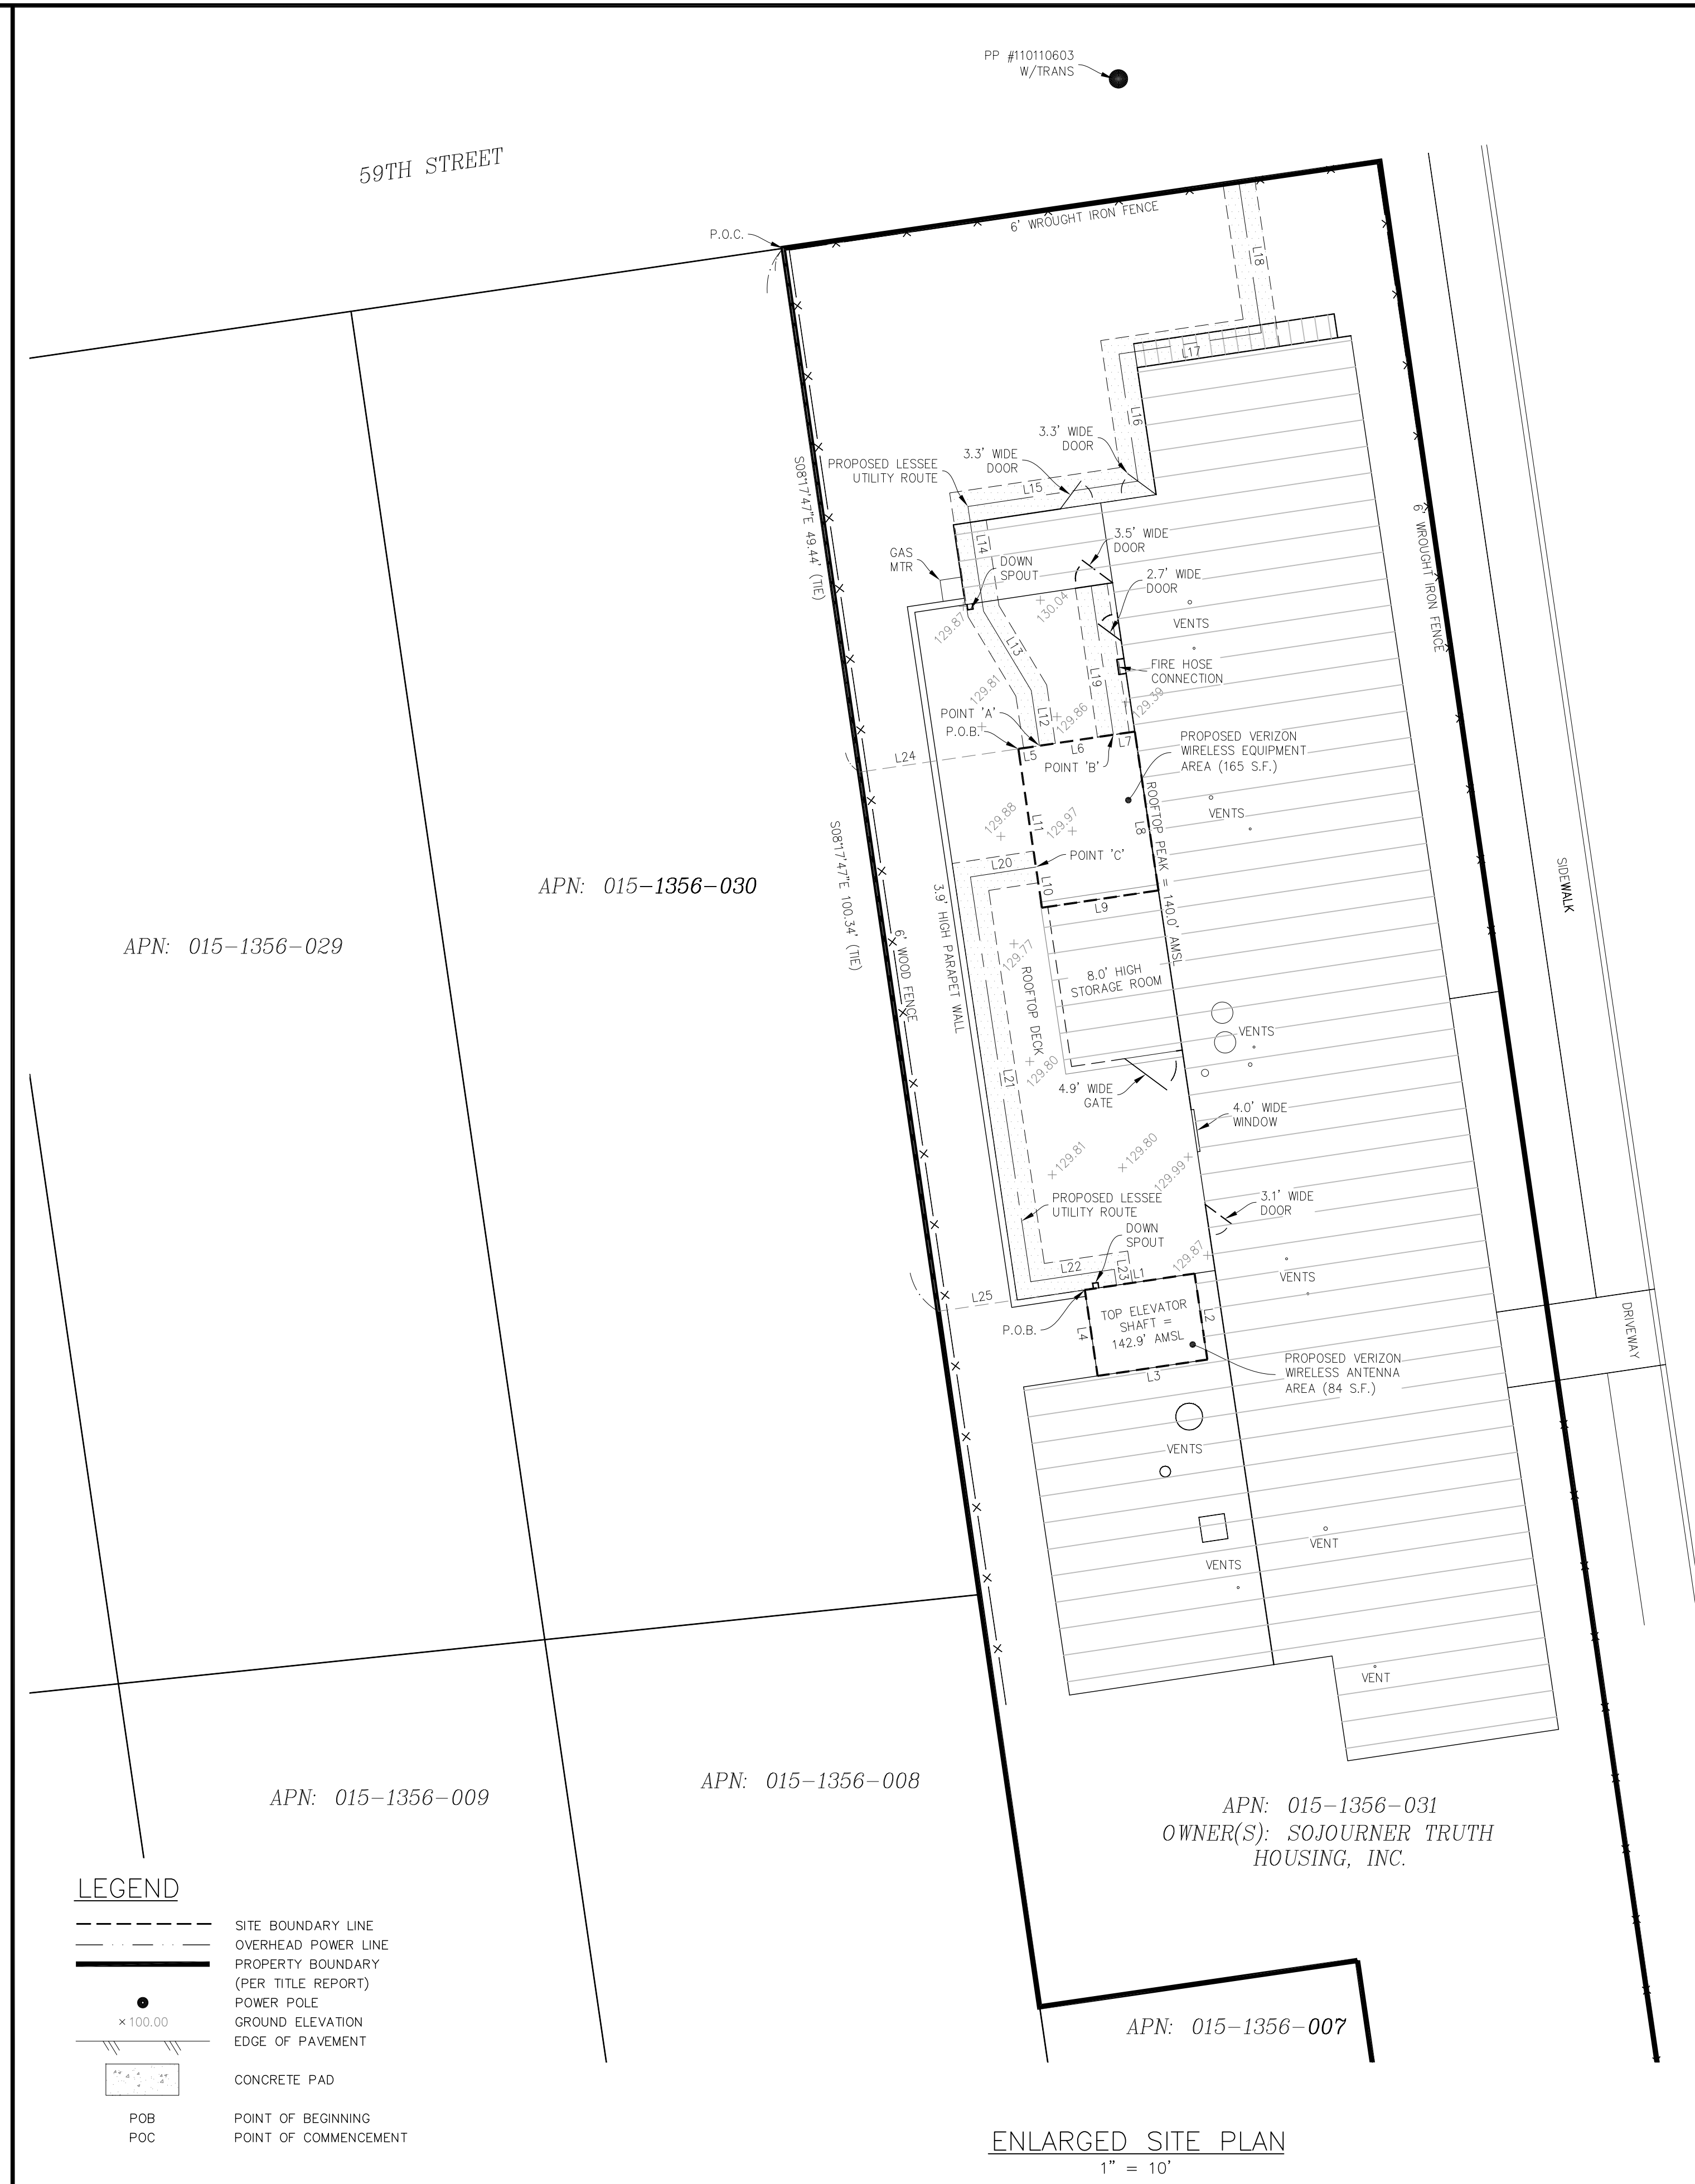 PP #110110603
W/TRANS
59TH STREET
P.O.C.
6' WROUGHT IRON FENCE
L18
L17
L16
3.3' WIDE
DOOR
3.3' WIDE
DOOR
PROPOSED LESSEE
UTILITY ROUTE
L15
S08°17'47"E 49.44' (TIE)
6' WROUGHT IRON FENCE
L14
3.5' WIDE
DOOR
GAS
MTR
DOWN
SPOUT
2.7' WIDE
DOOR
130.04
129.87
VENTS
L13
FIRE HOSE
CONNECTION
L19
129.81
129.59
POINT 'A'
L12
129.86
P.O.B.
L5
L6
L7
PROPOSED VERIZON
WIRELESS EQUIPMENT
AREA (165 S.F.)
L24
POINT 'B'
ROOFTOP PEAK = 140.0' AMSL
VENTS
129.88
L11
129.97
L8
S08°17'47"E 100.34' (TIE)
POINT 'C'
L20
SIDEWALK
APN: 015-1356-030
L10
L9
3.9' HIGH PARAPET WALL
APN: 015-1356-029
6' WOOD FENCE
129.77
ROOFTOP DECK
8.0' HIGH
STORAGE ROOM
VENTS
L21
129.80
4.9' WIDE
GATE
4.0' WIDE
WINDOW
129.81
129.80
129.99
PROPOSED LESSEE
UTILITY ROUTE
3.1' WIDE
DOOR
DOWN
SPOUT
129.87
L22
L23
L1
VENTS
L25
P.O.B.
TOP ELEVATOR
SHAFT =
142.9' AMSL
L2
L4
DRIVEWAY
PROPOSED VERIZON
WIRELESS ANTENNA
AREA (84 S.F.)
L3
VENTS
VENT
VENTS
VENT
APN: 015-1356-009
APN: 015-1356-008
APN: 015-1356-031
OWNER(S): SOJOURNER TRUTH
HOUSING, INC.
LEGEND
SITE BOUNDARY LINE
OVERHEAD POWER LINE
PROPERTY BOUNDARY
(PER TITLE REPORT)
POWER POLE
×100.00 GROUND ELEVATION
EDGE OF PAVEMENT
CONCRETE PAD
POB POINT OF BEGINNING
POC POINT OF COMMENCEMENT
APN: 015-1356-007
ENLARGED SITE PLAN
1" = 10'